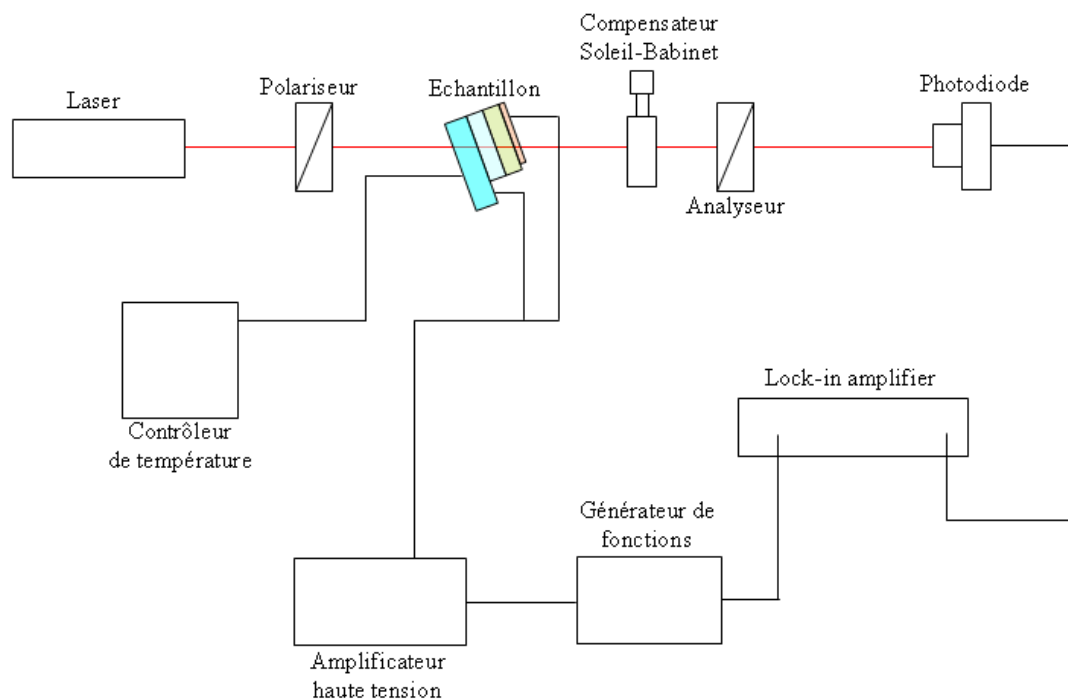 Compensateur
Soleil-Babinet
Laser
Polariseur
Echantillon
Photodiode
Analyseur
Contrôleur
de température
Lock-in amplifier
Générateur de
fonctions
Amplificateur
haute tension